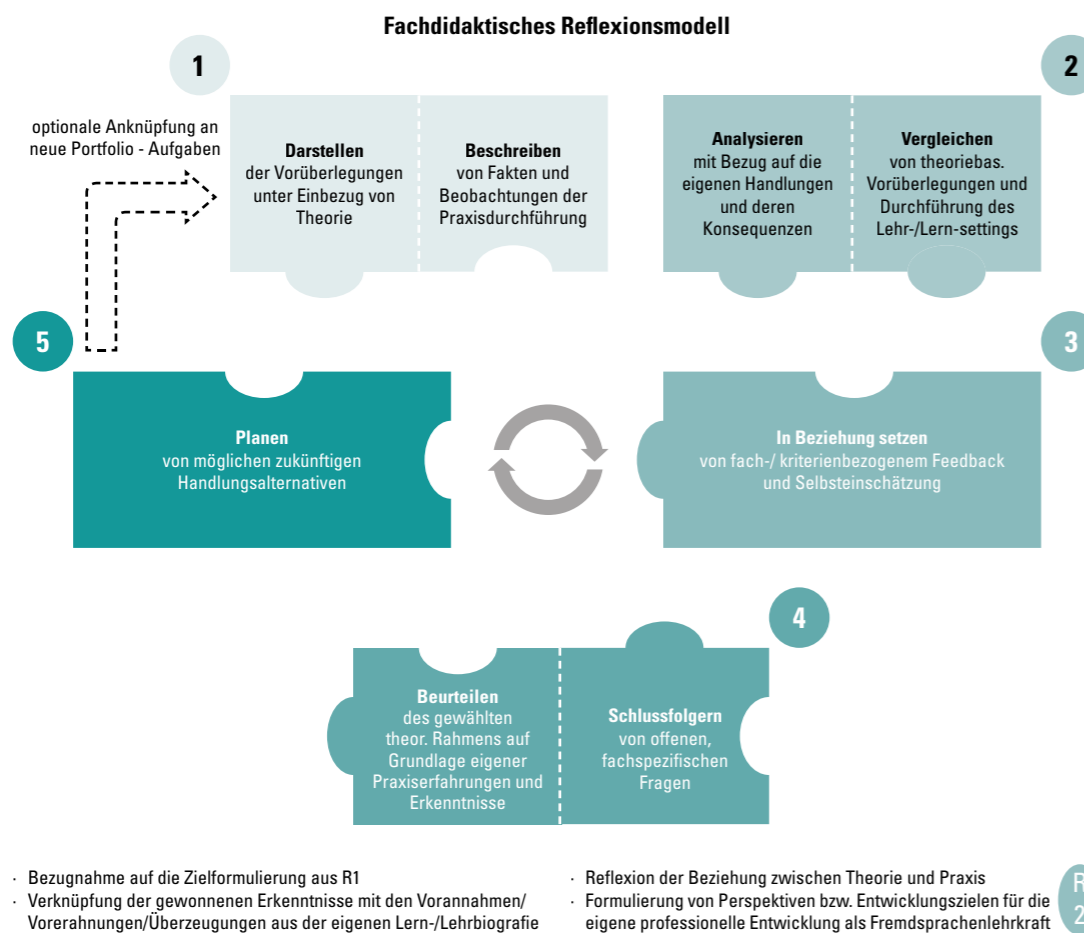 Fachdidaktisches Reflexionsmodell
1
2
optionale Anknüpfung an
neue Portfolio - Aufgaben
Darstellen
der Vorüberlegungen
unter Einbezug von
Theorie
Beschreiben
von Fakten und
Beobachtungen der
Praxisdurchführung
Analysieren
mit Bezug auf die
eigenen Handlungen
und deren
Konsequenzen
Vergleichen
von theoriebas.
Vorüberlegungen und
Durchführung des
Lehr-/Lern-settings
5
3
Planen
von möglichen zukünftigen
Handlungsalternativen
In Beziehung setzen
von fach-/ kriterienbezogenem Feedback
und Selbsteinschätzung
4
Beurteilen
des gewählten
theor. Rahmens auf
Grundlage eigener
Praxiserfahrungen und
Erkenntnisse
Schlussfolgern
von offenen,
fachspezifischen
Fragen
· Bezugnahme auf die Zielformulierung aus R1
· Verknüpfung der gewonnenen Erkenntnisse mit den Vorannahmen/
Vorerahnungen/Überzeugungen aus der eigenen Lern-/Lehrbiografie
· Reflexion der Beziehung zwischen Theorie und Praxis
· Formulierung von Perspektiven bzw. Entwicklungszielen für die
eigene professionelle Entwicklung als Fremdsprachenlehrkraft
R
2